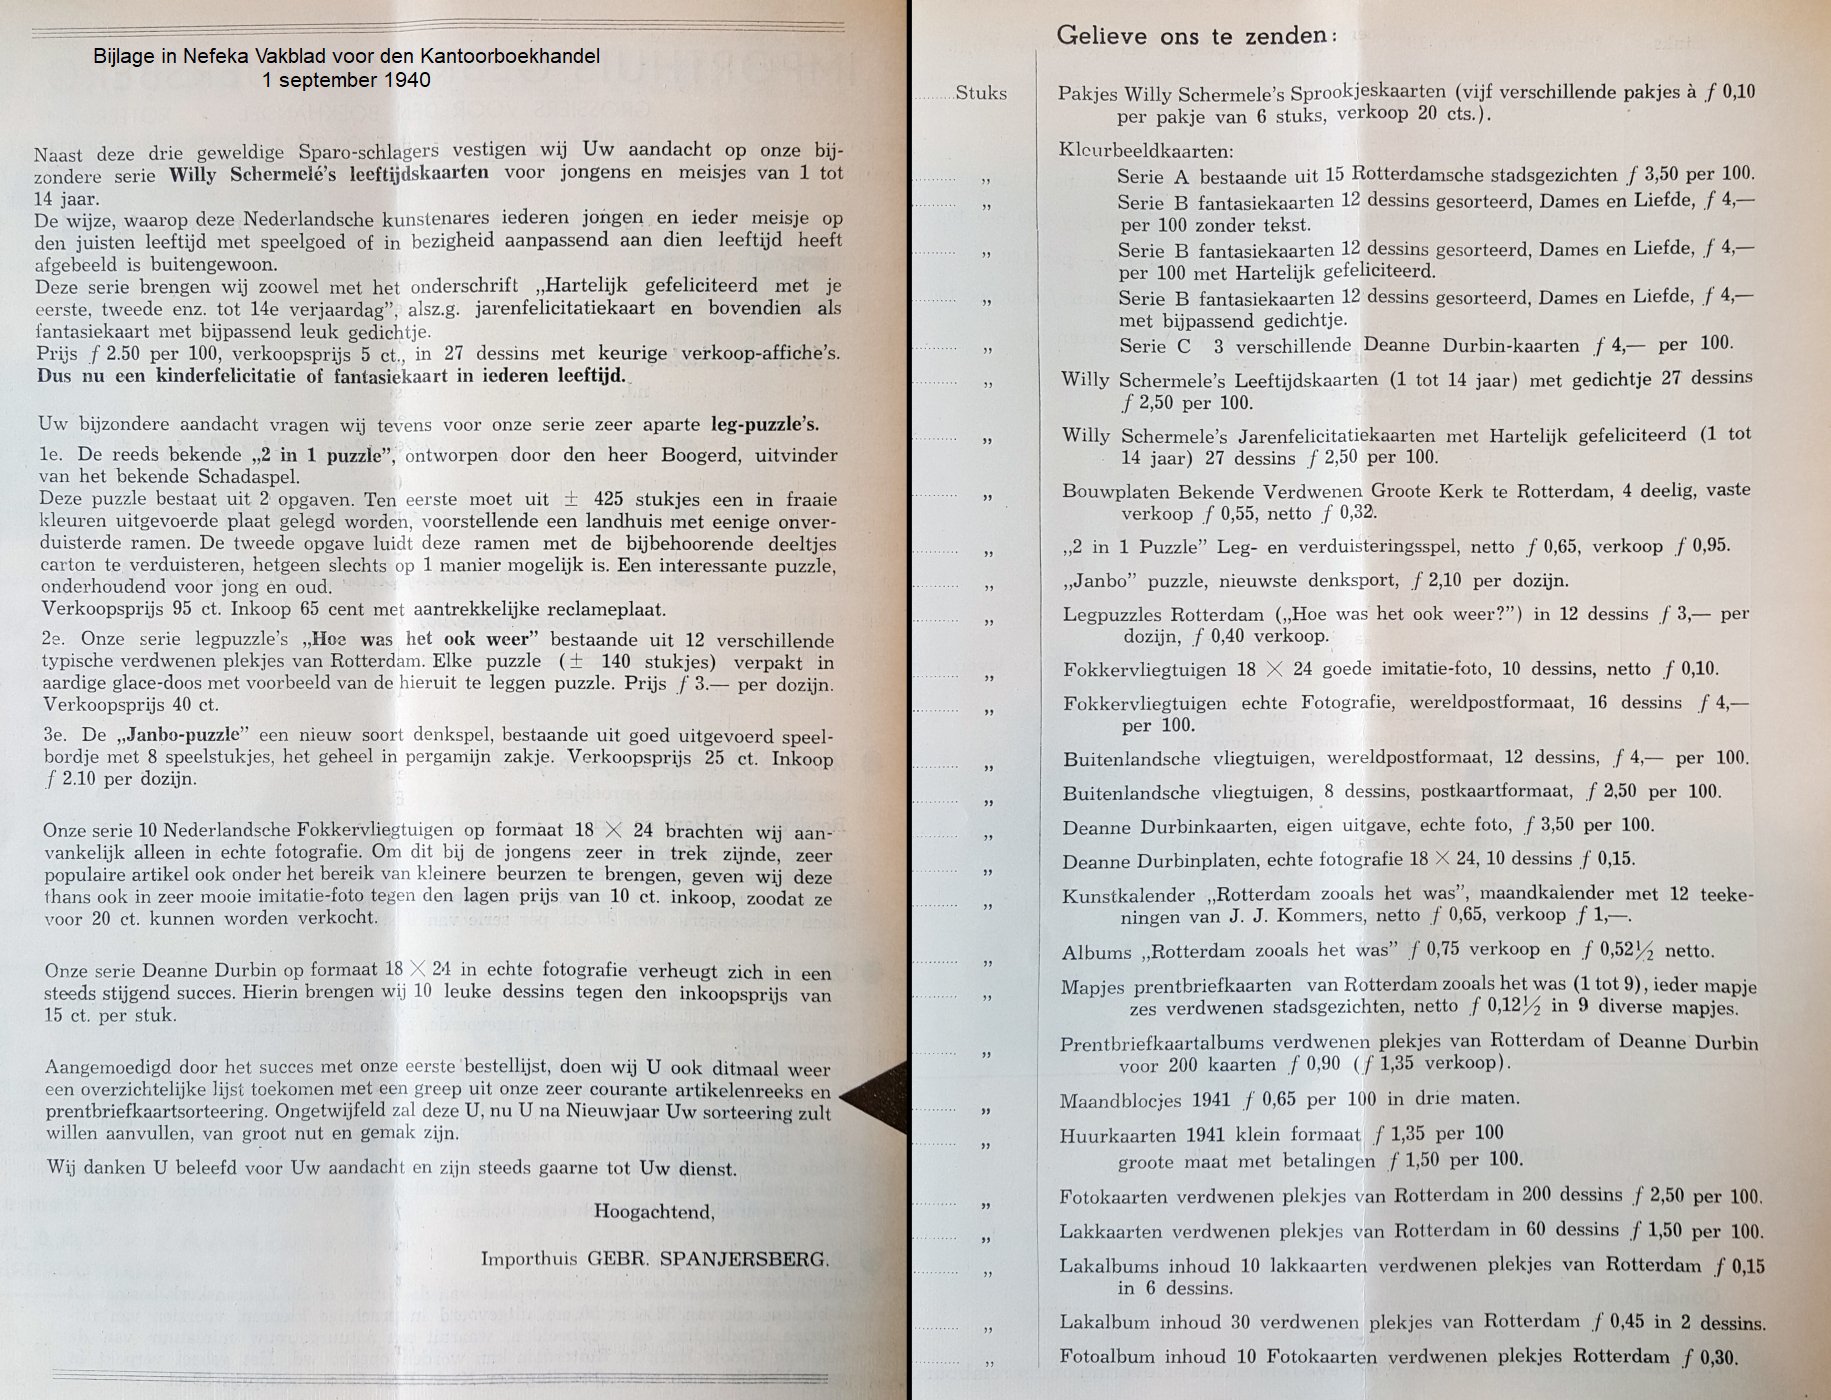 Bijlage in Nefeka Vakblad voor den Kantoorboekhandel
1 september 1940
Naast deze drie geweldige Sparo-schlagers vestigen wij Uw aandacht op onze bij-
zondere serie Willy Schermelé's leeftijdskaarten voor jongens en meisjes van 1 tot
14 jaar.
De wijze, waarop deze Nederlandsche kunstenares iederen jongen en ieder meisje op
den juisten leeftijd met speelgoed of in bezigheid aanpassend aan dien leeftijd heeft
afgebeeld is buitengewoon.
Deze serie brengen wij zoowel met het onderschrift „Hartelijk gefeliciteerd met je
eerste, tweede enz. tot 14e verjaardag”, alsz.g. jarenfelicitatiekaart en bovendien als
fantasiekaart met bijpassend leuk gedichtje.
Prijs ƒ 2.50 per 100, verkoopsprijs 5 ct., in 27 dessins met keurige verkoop-affiche's.
Dus nu een kinderfelicitatie of fantasiekaart in iederen leeftijd.
Uw bijzondere aandacht vragen wij tevens voor onze serie zeer aparte leg-puzzle's.
1e. De reeds bekende „2 in 1 puzzle”, ontworpen door den heer Boogerd, uitvinder
van het bekende Schadaspel.
Deze puzzle bestaat uit 2 opgaven. Ten eerste moet uit ± 425 stukjes een in fraaie
kleuren uitgevoerde plaat gelegd worden, voorstellende een landhuis met eenige onver-
duisterde ramen. De tweede opgave luidt deze ramen met de bijbehoorende deeltjes
carton te verduisteren, hetgeen slechts op 1 manier mogelijk is. Een interessante puzzle,
onderhoudend voor jong en oud.
Verkoopsprijs 95 ct. Inkoop 65 cent met aantrekkelijke reclameplaat.
2e. Onze serie legpuzzle's „Hoe was het ook weer” bestaande uit 12 verschillende
typische verdwenen plekjes van Rotterdam. Elke puzzle (± 140 stukjes) verpakt in
aardige glace-doos met voorbeeld van de hieruit te leggen puzzle. Prijs ƒ 3.— per dozijn.
Verkoopsprijs 40 ct.
3e. De „Janbo-puzzle” een nieuw soort denkspel, bestaande uit goed uitgevoerd speel-
bordje met 8 speelstukjes, het geheel in pergamijn zakje. Verkoopsprijs 25 ct. Inkoop
ƒ 2.10 per dozijn.
Onze serie 10 Nederlandsche Fokkervliegtuigen op formaat 18 × 24 brachten wij aan-
vankelijk alleen in echte fotografie. Om dit bij de jongens zeer in trek zijnde, zeer
populaire artikel ook onder het bereik van kleinere beurzen te brengen, geven wij deze
thans ook in zeer mooie imitatie-foto tegen den lagen prijs van 10 ct. inkoop, zoodat ze
voor 20 ct. kunnen worden verkocht.
Onze serie Deanne Durbin op formaat 18 × 24 in echte fotografie verheugt zich in een
steeds stijgend succes. Hierin brengen wij 10 leuke dessins tegen den inkoopsprijs van
15 ct. per stuk.
Aangemoedigd door het succes met onze eerste bestellijst, doen wij U ook ditmaal weer
een overzichtelijke lijst toekomen met een greep uit onze zeer courante artikelenreeks en
prentbriefkaartsorteering. Ongetwijfeld zal deze U, nu U na Nieuwjaar Uw sorteering zult
willen aanvullen, van groot nut en gemak zijn.
Wij danken U beleefd voor Uw aandacht en zijn steeds gaarne tot Uw dienst.
Hoogachtend,
Importhuis GEBR. SPANJERSBERG.
Gelieve ons te zenden:
........ Stuks Pakjes Willy Schermele's Sprookjeskaarten (vijf verschillende pakjes à ƒ 0,10
per pakje van 6 stuks, verkoop 20 cts.).
Kleurbeeldkaarten:
........ „ Serie A bestaande uit 15 Rotterdamsche stadsgezichten ƒ 3,50 per 100.
........ „ Serie B fantasiekaarten 12 dessins gesorteerd, Dames en Liefde, ƒ 4,—
per 100 zonder tekst.
........ „ Serie B fantasiekaarten 12 dessins gesorteerd, Dames en Liefde, ƒ 4,—
per 100 met Hartelijk gefeliciteerd.
........ „ Serie B fantasiekaarten 12 dessins gesorteerd, Dames en Liefde, ƒ 4,—
met bijpassend gedichtje.
........ „ Serie C 3 verschillende Deanne Durbin-kaarten ƒ 4,— per 100.
........ „ Willy Schermele's Leeftijdskaarten (1 tot 14 jaar) met gedichtje 27 dessins
ƒ 2,50 per 100.
........ „ Willy Schermele's Jarenfelicitatiekaarten met Hartelijk gefeliciteerd (1 tot
14 jaar) 27 dessins ƒ 2,50 per 100.
........ „ Bouwplaten Bekende Verdwenen Groote Kerk te Rotterdam, 4 deelig, vaste
verkoop ƒ 0,55, netto ƒ 0,32.
........ „ „2 in 1 Puzzle” Leg- en verduisteringsspel, netto ƒ 0,65, verkoop ƒ 0,95.
........ „ „Janbo” puzzle, nieuwste denksport, ƒ 2,10 per dozijn.
........ „ Legpuzzles Rotterdam („Hoe was het ook weer?”) in 12 dessins ƒ 3,— per
dozijn, ƒ 0,40 verkoop.
........ „ Fokkervliegtuigen 18 × 24 goede imitatie-foto, 10 dessins, netto ƒ 0,10.
........ „ Fokkervliegtuigen echte Fotografie, wereldpostformaat, 16 dessins ƒ 4,—
per 100.
........ „ Buitenlandsche vliegtuigen, wereldpostformaat, 12 dessins, ƒ 4,— per 100.
........ „ Buitenlandsche vliegtuigen, 8 dessins, postkaartformaat, ƒ 2,50 per 100.
........ „ Deanne Durbinkaarten, eigen uitgave, echte foto, ƒ 3,50 per 100.
........ „ Deanne Durbinplaten, echte fotografie 18 × 24, 10 dessins ƒ 0,15.
........ „ Kunstkalender „Rotterdam zooals het was”, maandkalender met 12 teeke-
ningen van J. J. Kommers, netto ƒ 0,65, verkoop ƒ 1,—.
........ „ Albums „Rotterdam zooals het was” ƒ 0,75 verkoop en ƒ 0,52½ netto.
........ „ Mapjes prentbriefkaarten van Rotterdam zooals het was (1 tot 9), ieder mapje
zes verdwenen stadsgezichten, netto ƒ 0,12½ in 9 diverse mapjes.
........ „ Prentbriefkaartalbums verdwenen plekjes van Rotterdam of Deanne Durbin
voor 200 kaarten ƒ 0,90 (ƒ 1,35 verkoop).
........ „ Maandblocjes 1941 ƒ 0,65 per 100 in drie maten.
........ „ Huurkaarten 1941 klein formaat ƒ 1,35 per 100
groote maat met betalingen ƒ 1,50 per 100.
........ „ Fotokaarten verdwenen plekjes van Rotterdam in 200 dessins ƒ 2,50 per 100.
........ „ Lakkaarten verdwenen plekjes van Rotterdam in 60 dessins ƒ 1,50 per 100.
........ „ Lakalbums inhoud 10 lakkaarten verdwenen plekjes van Rotterdam ƒ 0,15
in 6 dessins.
........ „ Lakalbum inhoud 30 verdwenen plekjes van Rotterdam ƒ 0,45 in 2 dessins.
........ „ Fotoalbum inhoud 10 Fotokaarten verdwenen plekjes Rotterdam ƒ 0,30.